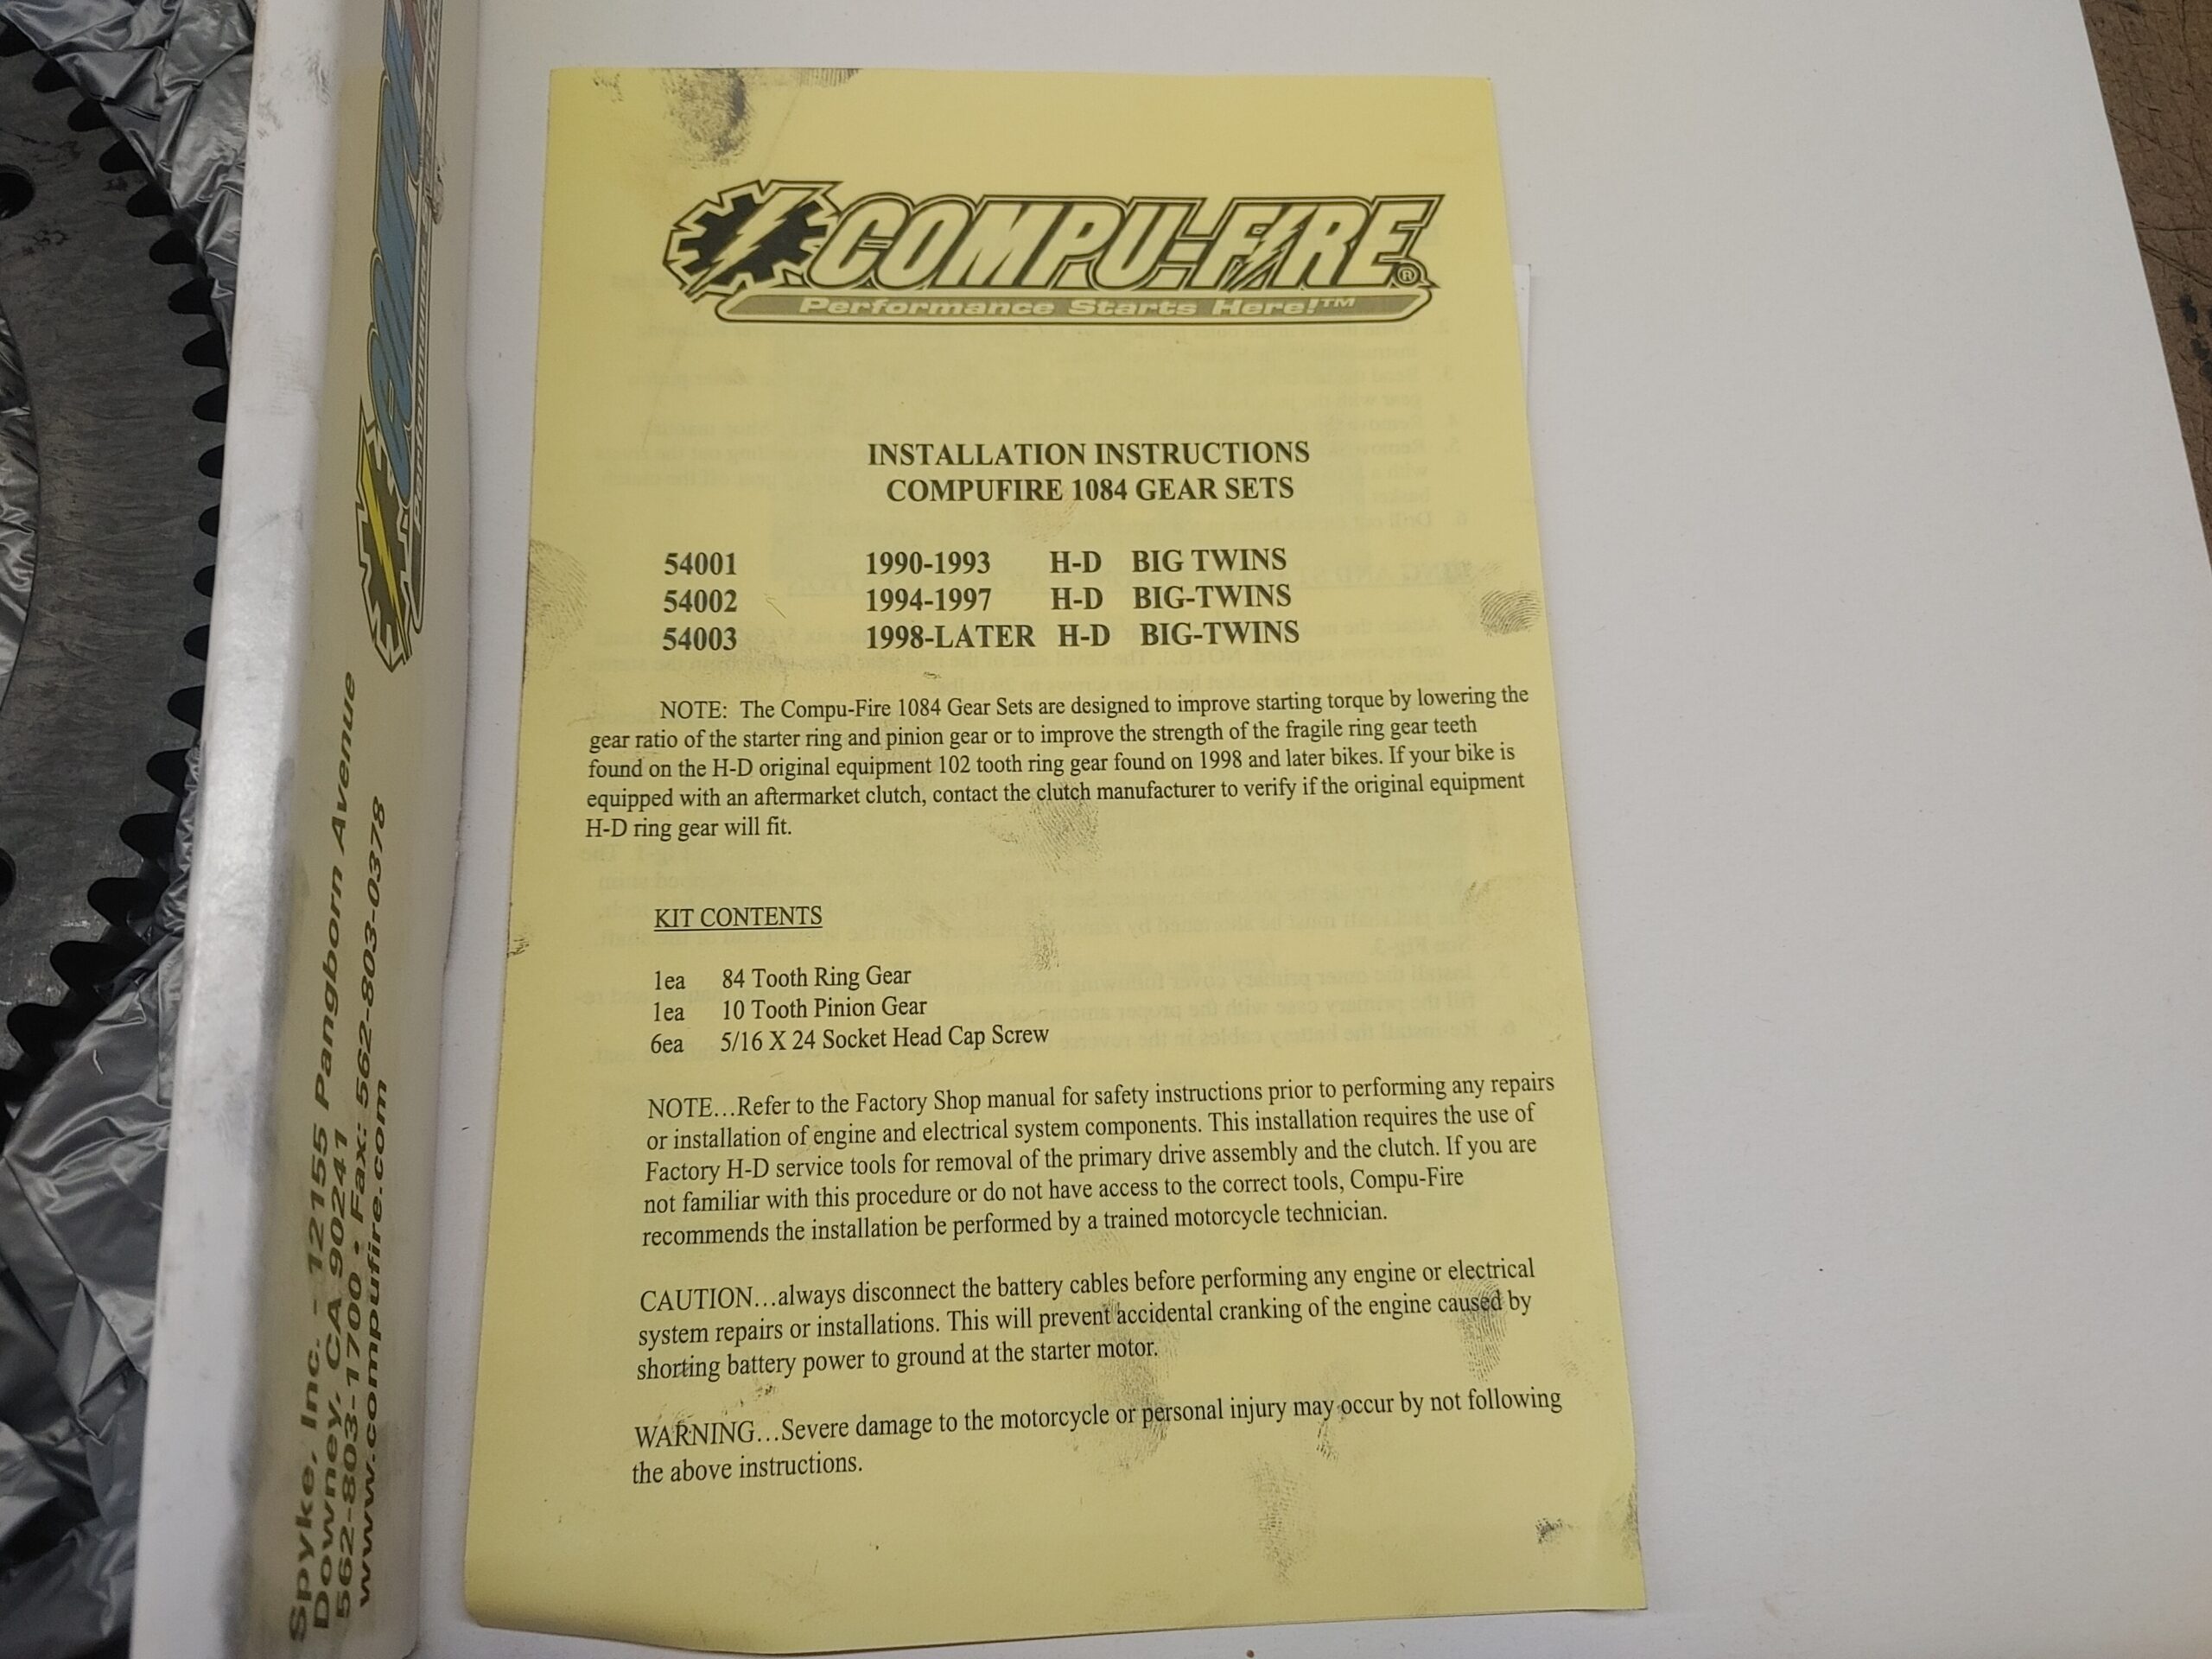 COMPU-FIRE®
Performance Starts Here!™
INSTALLATION INSTRUCTIONS
COMPUFIRE 1084 GEAR SETS
54001 1990-1993 H-D BIG TWINS
54002 1994-1997 H-D BIG-TWINS
54003 1998-LATER H-D BIG-TWINS
NOTE: The Compu-Fire 1084 Gear Sets are designed to improve starting torque by lowering the
gear ratio of the starter ring and pinion gear or to improve the strength of the fragile ring gear teeth
found on the H-D original equipment 102 tooth ring gear found on 1998 and later bikes. If your bike is
equipped with an aftermarket clutch, contact the clutch manufacturer to verify if the original equipment
H-D ring gear will fit.
KIT CONTENTS
1ea 84 Tooth Ring Gear
1ea 10 Tooth Pinion Gear
6ea 5/16 X 24 Socket Head Cap Screw
NOTE…Refer to the Factory Shop manual for safety instructions prior to performing any repairs
or installation of engine and electrical system components. This installation requires the use of
Factory H-D service tools for removal of the primary drive assembly and the clutch. If you are
not familiar with this procedure or do not have access to the correct tools, Compu-Fire
recommends the installation be performed by a trained motorcycle technician.
CAUTION…always disconnect the battery cables before performing any engine or electrical
system repairs or installations. This will prevent accidental cranking of the engine caused by
shorting battery power to ground at the starter motor.
WARNING…Severe damage to the motorcycle or personal injury may occur by not following
the above instructions.
Spyke, Inc. - 12155 Pangborn Avenue
Downey, CA 90241
562-803-1700 • Fax: 562-803-0378
www.compufire.com